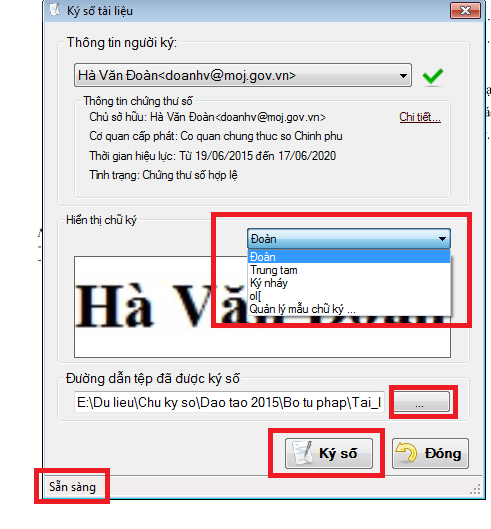 Ký số tài liệu
Thông tin người ký:
Hà Văn Đoàn<doanhv@moj.gov.vn>
Thông tin chứng thư số
Chủ sở hữu: Hà Văn Đoàn<doanhv@moj.gov.vn>
Chi tiết...
Cơ quan cấp phát: Co quan chung thuc so Chinh phu
Thời gian hiệu lực: Từ 19/06/2015 đến 17/06/2020
Tình trạng: Chứng thư số hợp lệ
Hiển thị chữ ký
Đoàn
Đoàn
Trung tam
Ký nháy
ol[
Quản lý mẫu chữ ký ...
Hà Văn
Đường dẫn tệp đã được ký số
E:\Du lieu\Chu ky so\Dao tao 2015\Bo tu phap\Tai_l
...
Ký số
Đóng
Sẵn sàng